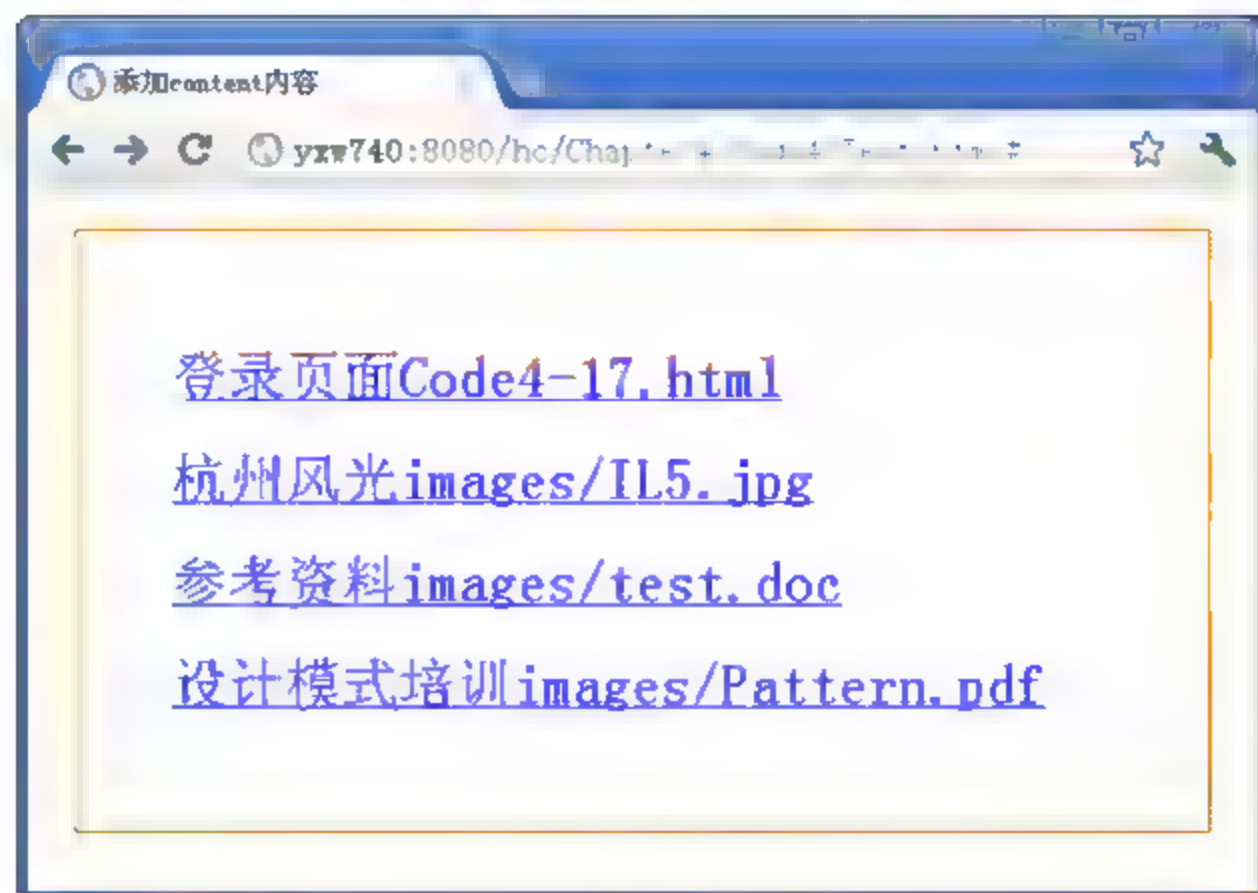 添加content内容
yxw740:8080/hc/Chap
登录页面Code4-17.html
杭州风光images/IL5.jpg
参考资料images/test.doc
设计模式培训images/Pattern.pdf